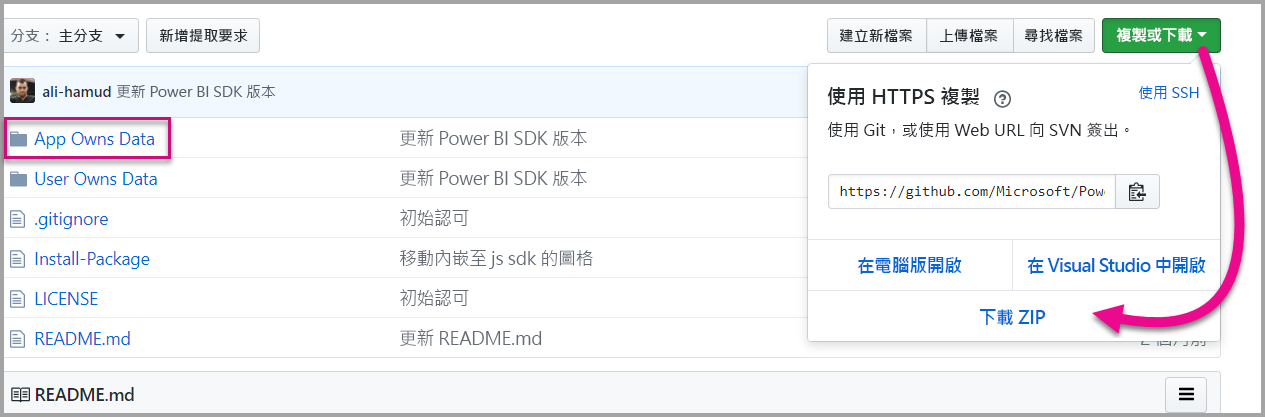 分支： 主分支 新增提取要求 建立新檔案 上傳檔案 尋找檔案 複製或下載
ali-hamud 更新 Power BI SDK 版本
使用 HTTPS 複製 使用 SSH
使用 Git，或使用 Web URL 向 SVN 簽出。
App Owns Data 更新 Power BI SDK 版本
User Owns Data 更新 Power BI SDK 版本
https://github.com/Microsoft/Pow
.gitignore 初始認可
Install-Package 移動內嵌至 js sdk 的圖格
在電腦版開啟 在 Visual Studio 中開啟
LICENSE 初始認可
下載 ZIP
README.md 更新 README.md
README.md